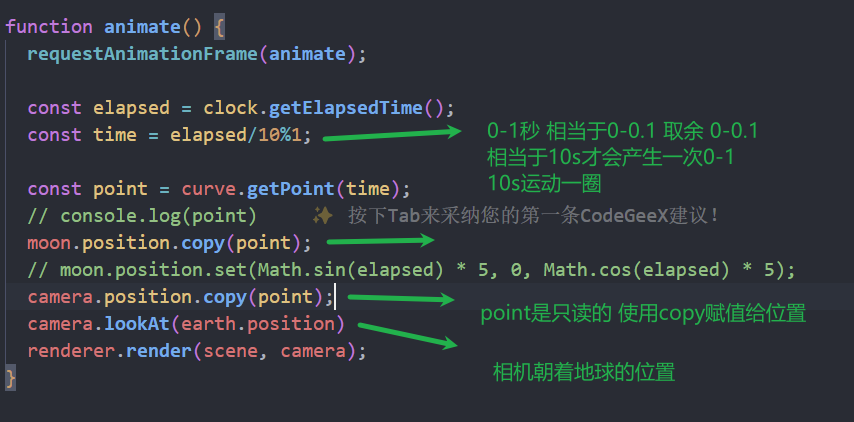 function animate() {
requestAnimationFrame(animate);
const elapsed = clock.getElapsedTime();
const time = elapsed/10%1;
0-1秒 相当于0-0.1 取余 0-0.1
相当于10s才会产生一次0-1
10s运动一圈
const point = curve.getPoint(time);
// console.log(point) ✨ 按下Tab来采纳您的第一条CodeGeeX建议!
moon.position.copy(point);
// moon.position.set(Math.sin(elapsed) * 5, 0, Math.cos(elapsed) * 5);
camera.position.copy(point);
point是只读的 使用copy赋值给位置
camera.lookAt(earth.position)
renderer.render(scene, camera);
相机朝着地球的位置
}